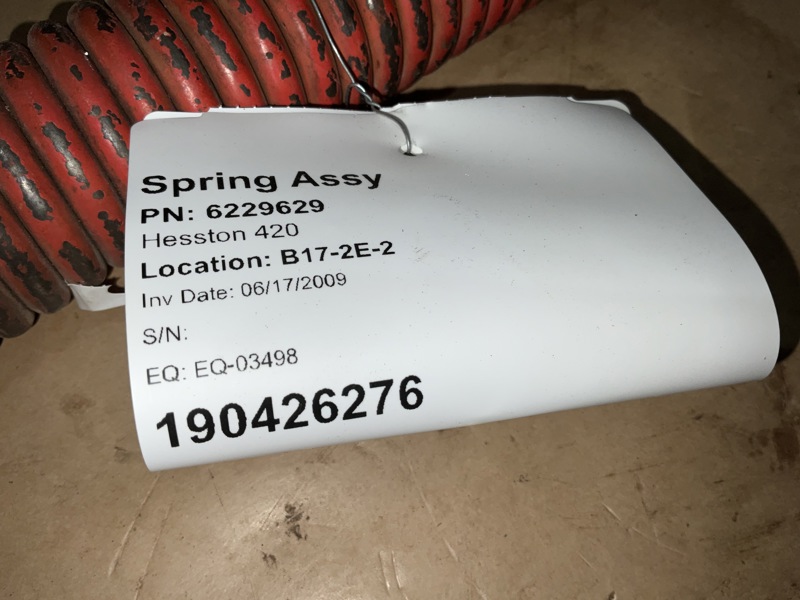 Spring Assy
PN: 6229629
Hesston 420
Location: B17-2E-2
Inv Date: 06/17/2009
S/N:
EQ: EQ-03498
190426276